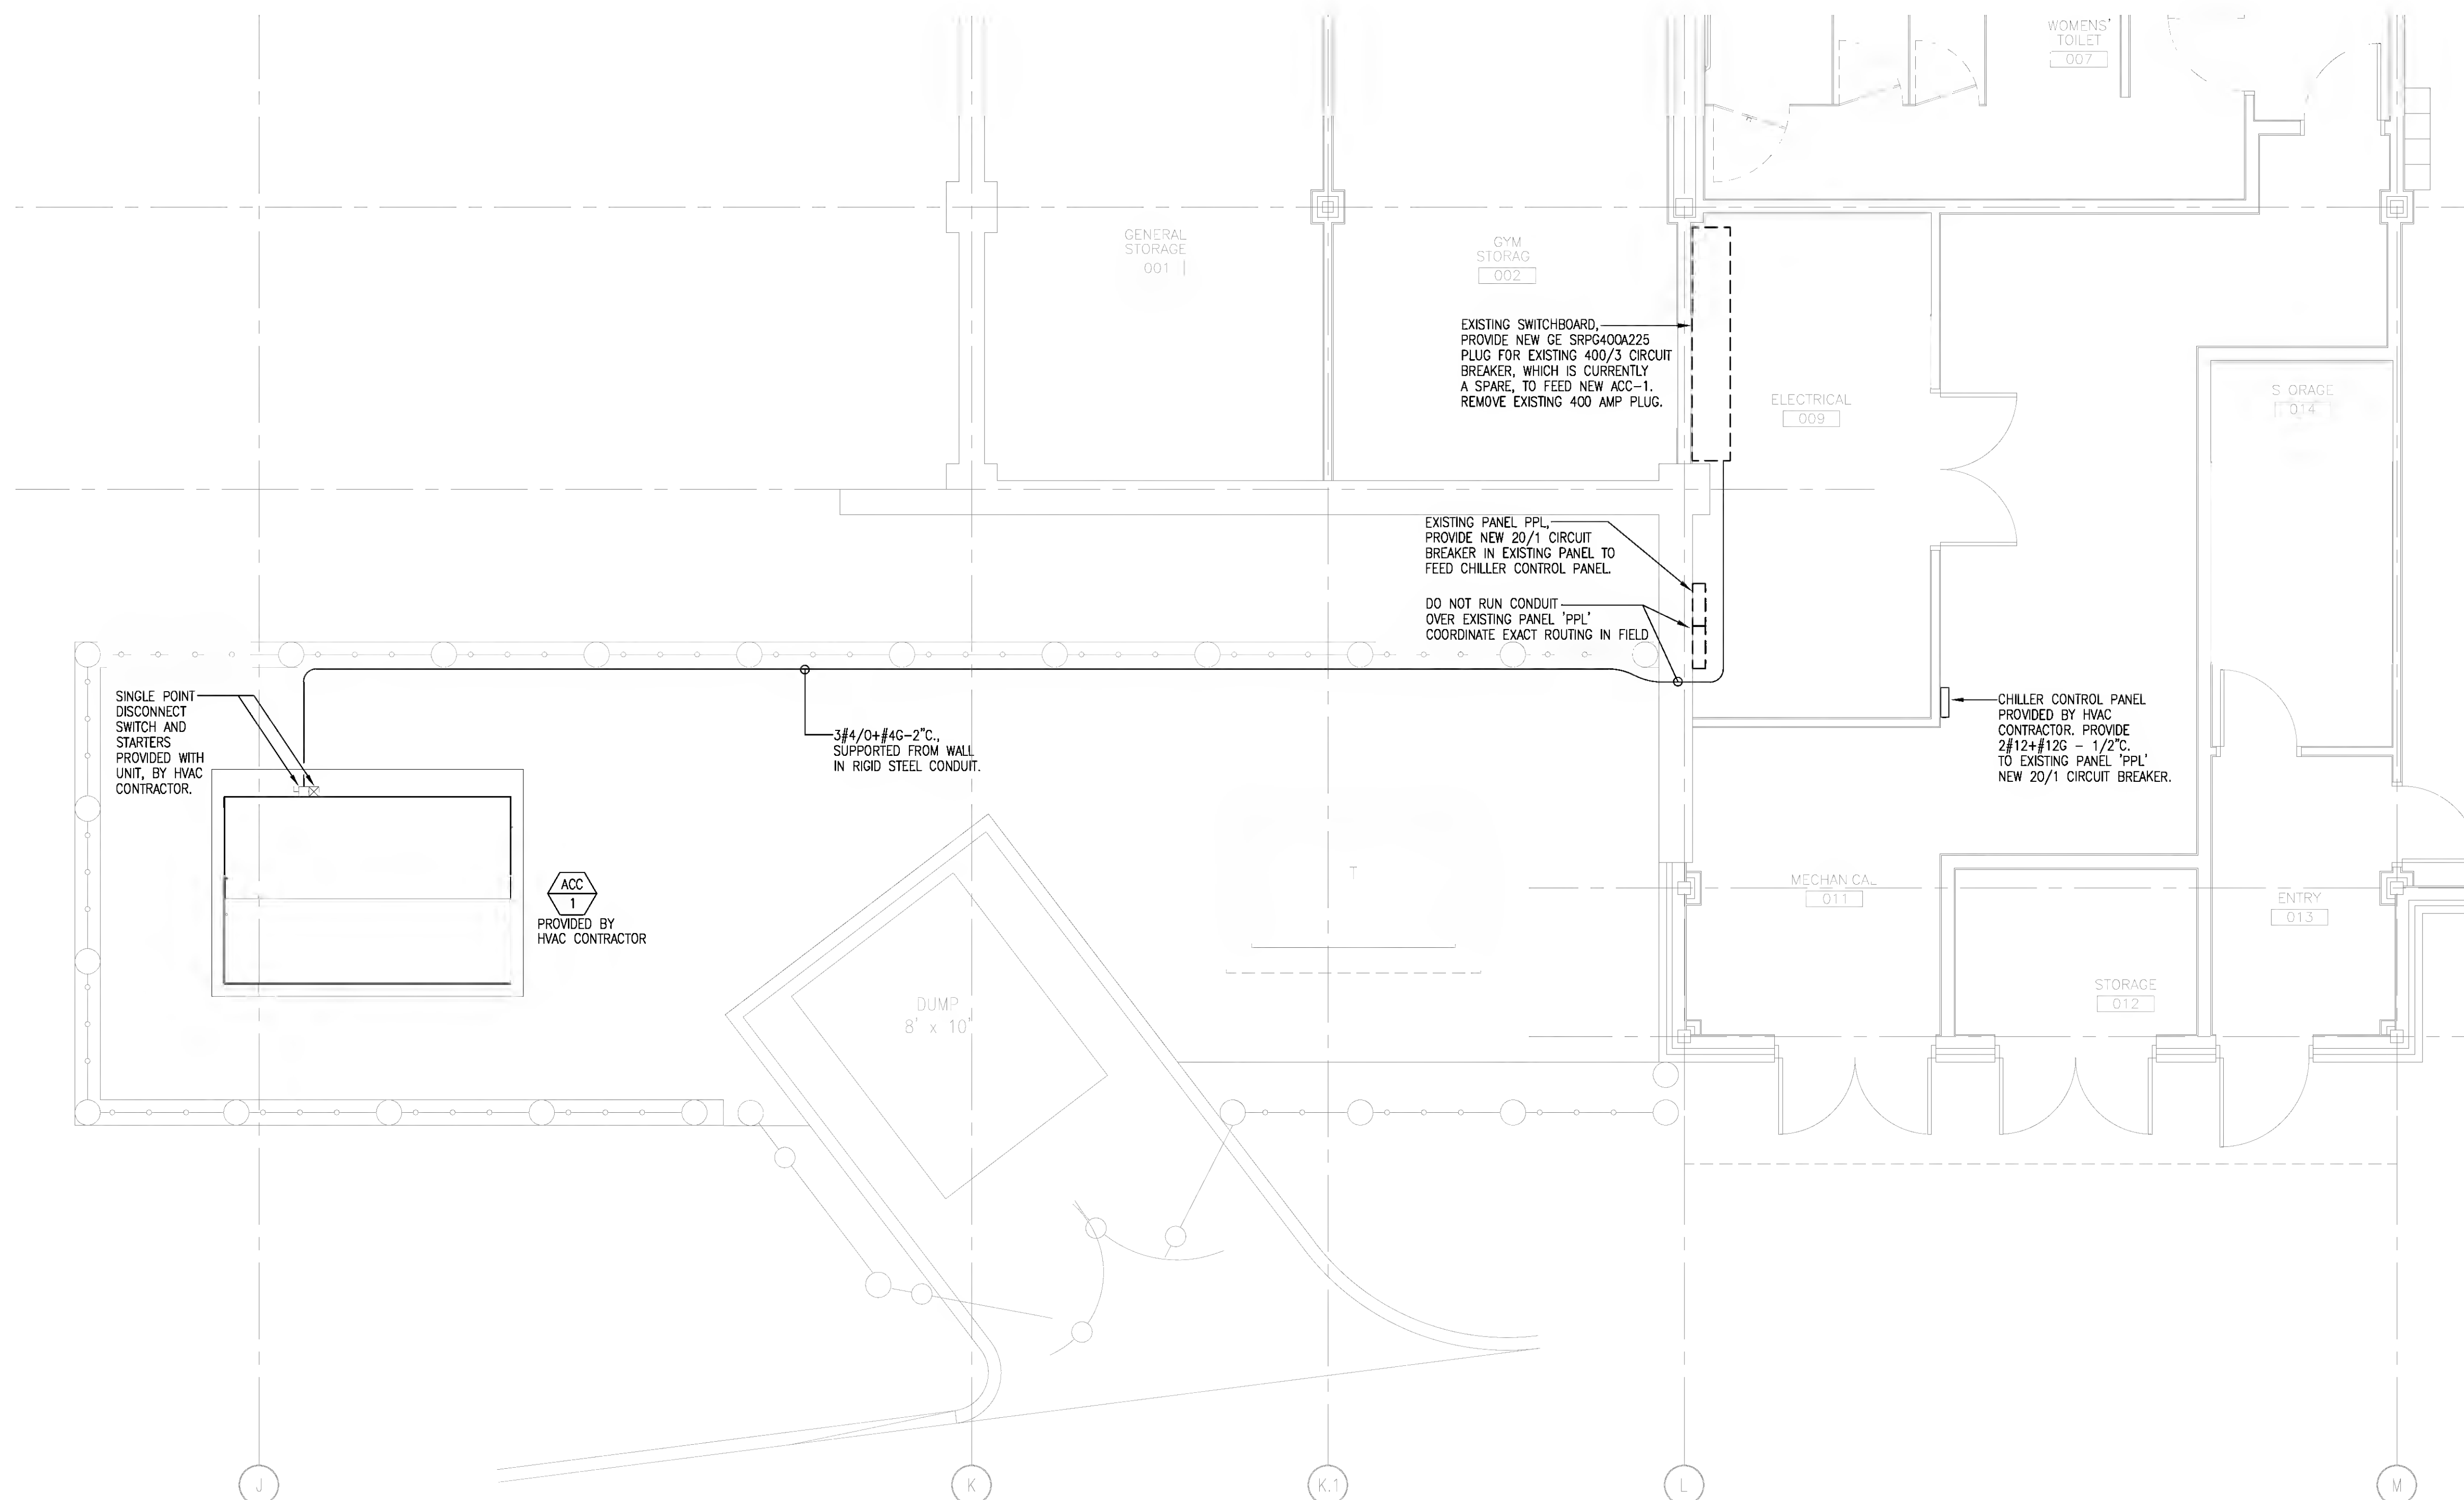 WOMENS'
TOILET
007
GENERAL
STORAGE
001
GYM
STORAG
002
EXISTING SWITCHBOARD,
PROVIDE NEW GE SRPG400A225
PLUG FOR EXISTING 400/3 CIRCUIT
BREAKER, WHICH IS CURRENTLY
A SPARE, TO FEED NEW ACC-1.
REMOVE EXISTING 400 AMP PLUG.
ELECTRICAL
009
S ORAGE
014
EXISTING PANEL PPL,
PROVIDE NEW 20/1 CIRCUIT
BREAKER IN EXISTING PANEL TO
FEED CHILLER CONTROL PANEL.
DO NOT RUN CONDUIT
OVER EXISTING PANEL 'PPL'
COORDINATE EXACT ROUTING IN FIELD
SINGLE POINT
DISCONNECT
SWITCH AND
STARTERS
PROVIDED WITH
UNIT, BY HVAC
CONTRACTOR.
3#4/0+#4G-2"C.,
SUPPORTED FROM WALL
IN RIGID STEEL CONDUIT.
CHILLER CONTROL PANEL
PROVIDED BY HVAC
CONTRACTOR. PROVIDE
2#12+#12G - 1/2"C.
TO EXISTING PANEL 'PPL'
NEW 20/1 CIRCUIT BREAKER.
ACC
1
PROVIDED BY
HVAC CONTRACTOR
T
MECHAN CAL
011
ENTRY
013
STORAGE
012
DUMP
8' x 10'
J
K
K.1
L
M